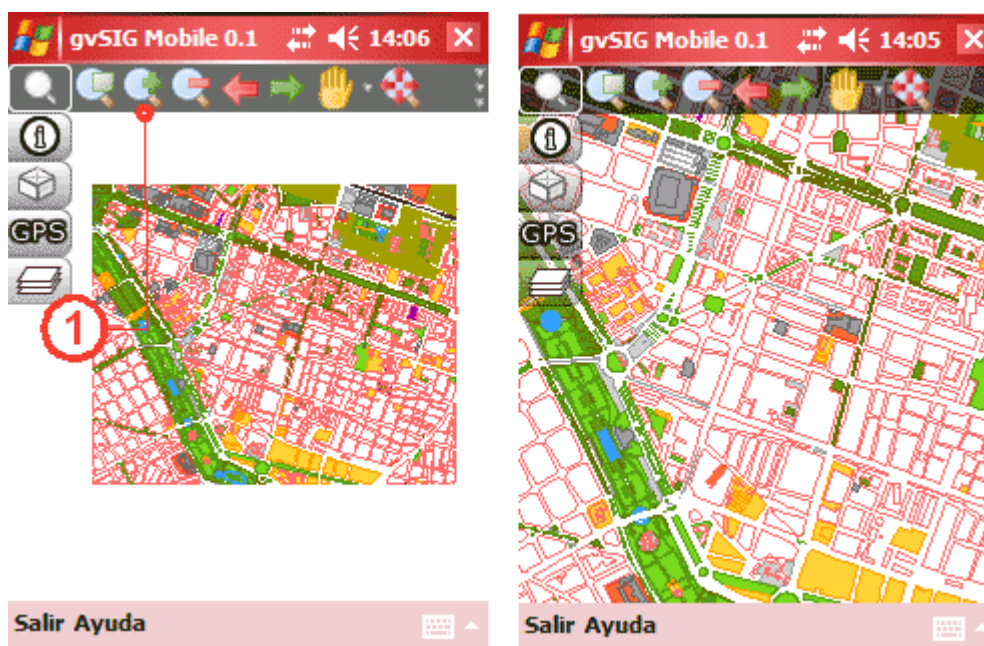 gvSIG Mobile 0.1 14:06
GPS
1
Salir Ayuda
gvSIG Mobile 0.1 14:05
GPS
Salir Ayuda